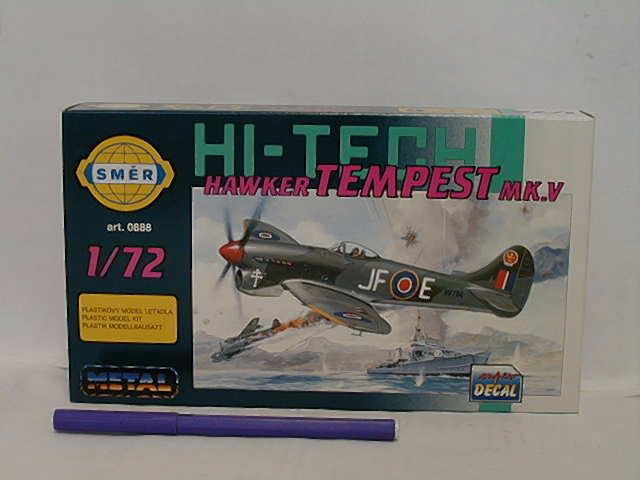 SMĚR
art. 0888
1/72
HI-TECH
HAWKER TEMPEST MK.V
PLASTIKOVÝ MODEL LETADLA
PLASTIC MODEL KIT
PLASTIK MODELLBAUSATZ
METAL
JF E
DECAL